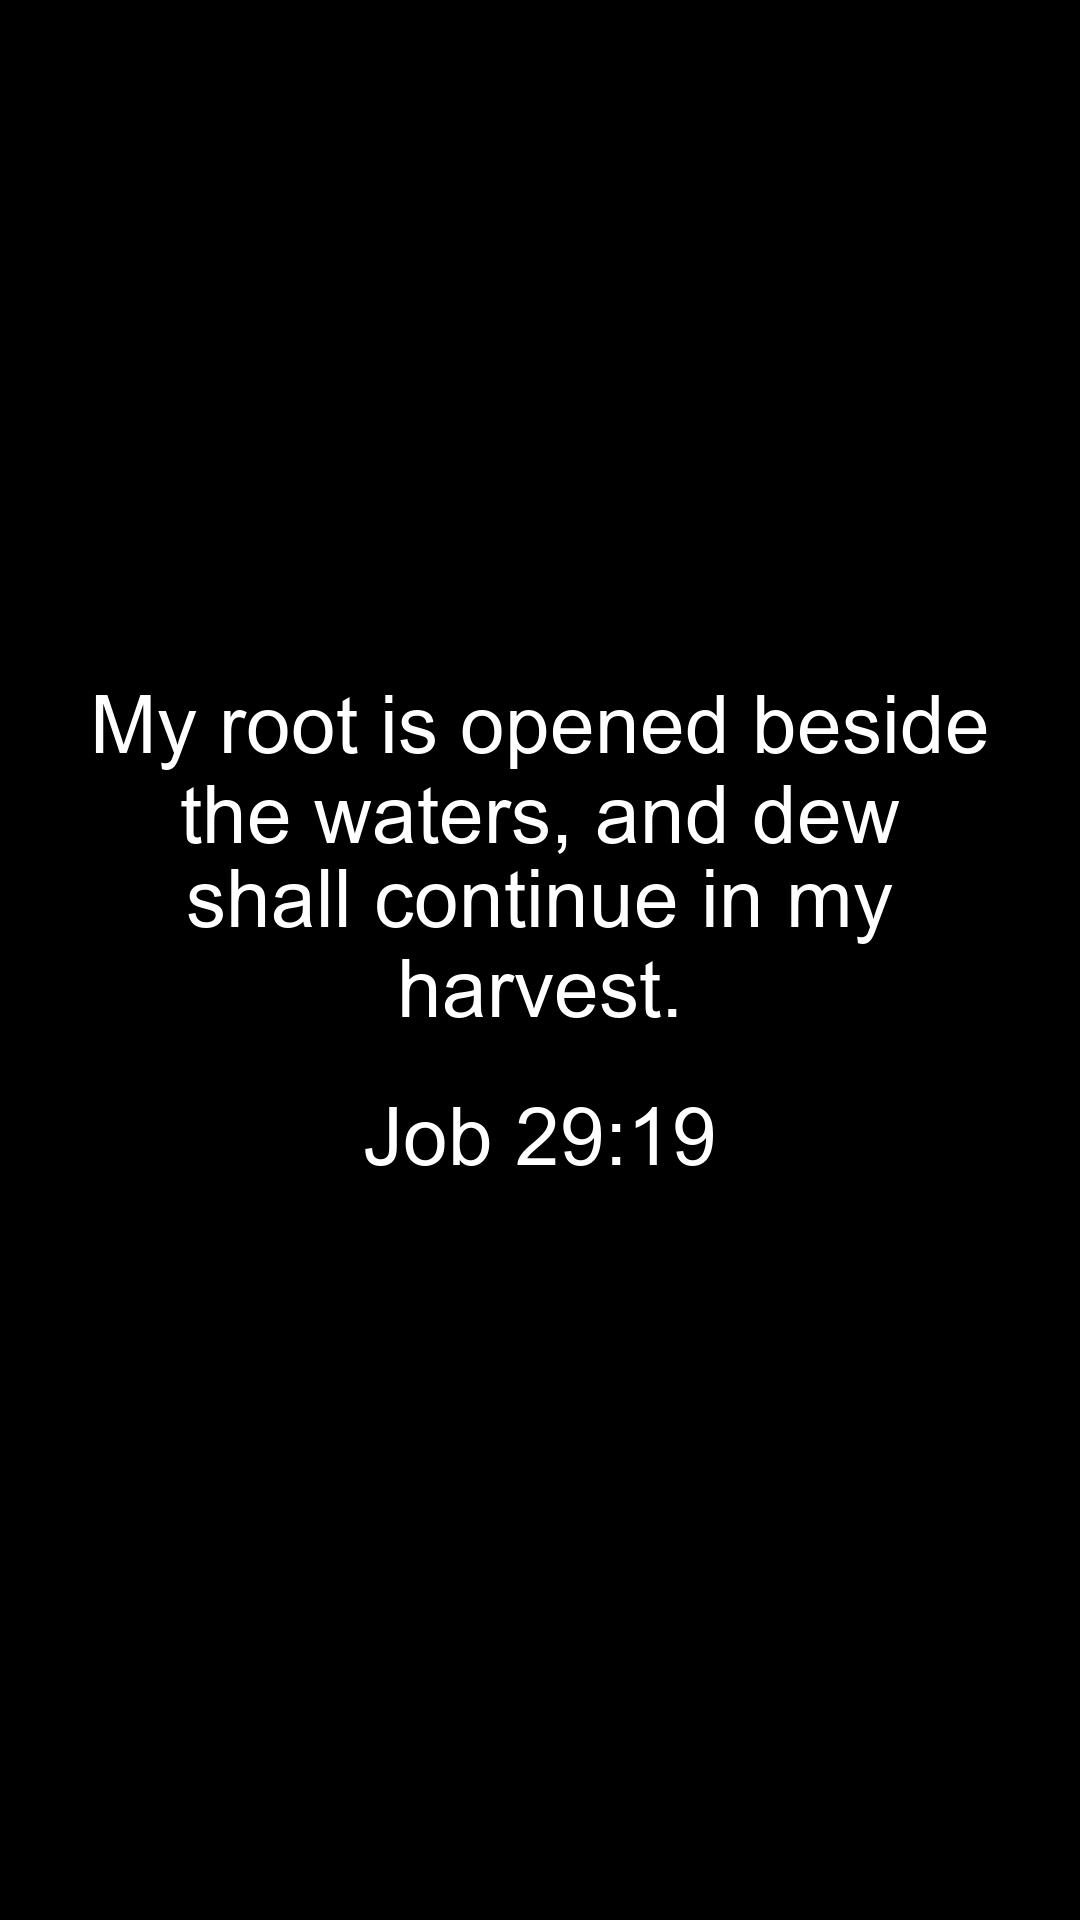 My root is opened beside
the waters, and dew
shall continue in my
harvest.
Job 29:19